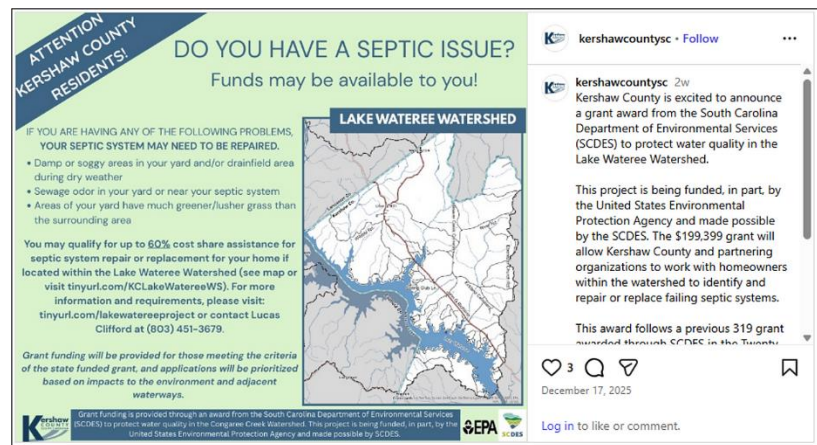 ATTENTION
KERSHAW COUNTY
RESIDENTS!
DO YOU HAVE A SEPTIC ISSUE?
Funds may be available to you!
IF YOU ARE HAVING ANY OF THE FOLLOWING PROBLEMS,
YOUR SEPTIC SYSTEM MAY NEED TO BE REPAIRED.
• Damp or soggy areas in your yard and/or drainfield area
during dry weather
• Sewage odor in your yard or near your septic system
• Areas of your yard have much greener/lusher grass than
the surrounding area
You may qualify for up to 60% cost share assistance for
septic system repair or replacement for your home if
located within the Lake Wateree Watershed (see map or
visit tinyurl.com/KCLakeWatereeWS). For more
information and requirements, please visit:
tinyurl.com/lakewatereeproject or contact Lucas
Clifford at (803) 451-3679.
Grant funding will be provided for those meeting the criteria
of the state funded grant, and applications will be prioritized
based on impacts to the environment and adjacent
waterways.
LAKE WATEREE WATERSHED
Kershaw
COUNTY
Grant funding is provided through an award from the South Carolina Department of Environmental Services
(SCDES) to protect water quality in the Congaree Creek Watershed. This project is being funded, in part, by the
United States Environmental Protection Agency and made possible by the SCDES.
EPA
SCDES
kershawcountysc • Follow
kershawcountysc 2w
Kershaw County is excited to announce
a grant award from the South Carolina
Department of Environmental Services
(SCDES) to protect water quality in the
Lake Wateree Watershed.
This project is being funded, in part, by
the United States Environmental
Protection Agency and made possible
by the SCDES. The $199,399 grant will
allow Kershaw County and partnering
organizations to work with homeowners
within the watershed to identify and
repair or replace failing septic systems.
This award follows a previous 319 grant
awarded through SCDES in the Twenty
3
December 17, 2025
Log in to like or comment.